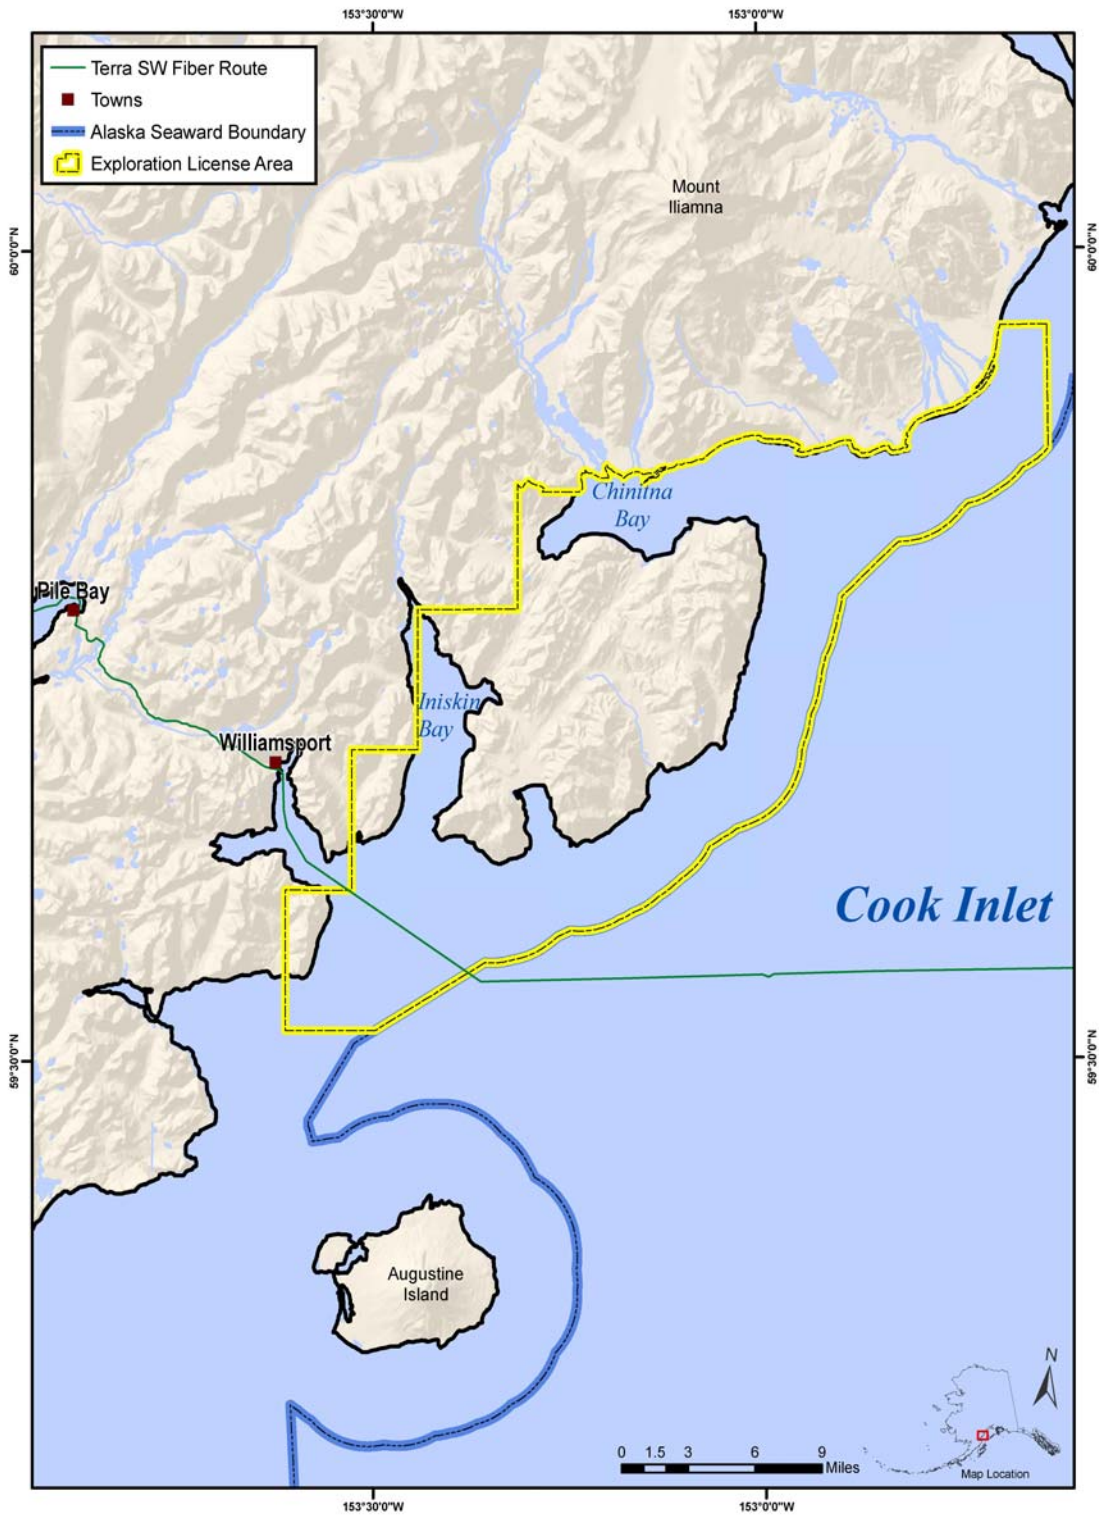 153°30'0"W
153°0'0"W
Terra SW Fiber Route
Towns
Alaska Seaward Boundary
Exploration License Area
Mount
Iliamna
60°0'0"N
60°0'0"N
Chinitna
Bay
Pile Bay
Iniskin
Bay
Williamsport
Cook Inlet
59°30'0"N
59°30'0"N
Augustine
Island
N
0 1.5 3 6 9
Miles
Map Location
153°30'0"W
153°0'0"W